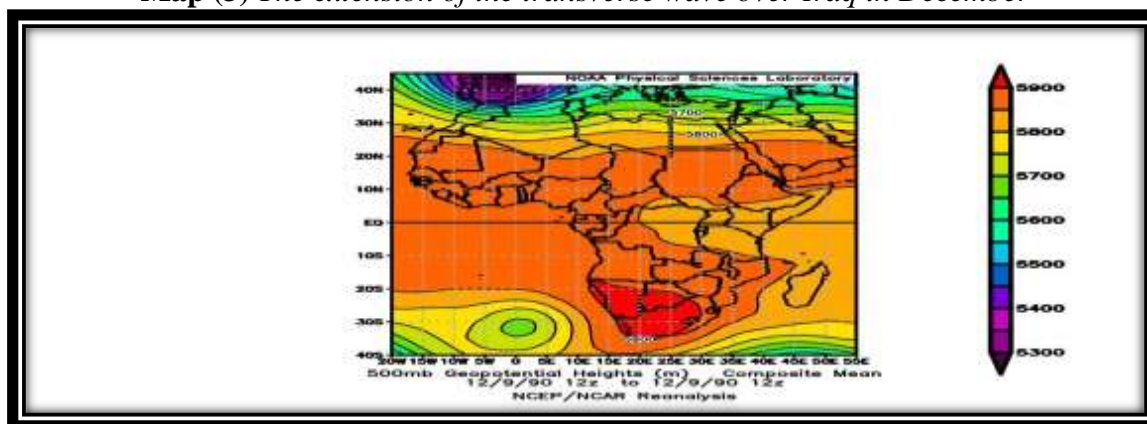 Map (3) The extension of the transverse wave over Iraq in December
NOAA Physical Sciences Laboratory
40N
30N
20N
10N
EQ
10S
20S
30S
40S
5700
5800
5900
20W 15W 10W 5W 0 5E 10E 15E 20E 25E 30E 35E 40E 45E 50E 55E
500mb Geopotential Heights (m) Composite Mean
12/9/90 12z to 12/9/90 12z
NCEP/NCAR Reanalysis
5900
5800
5700
5600
5500
5400
5300